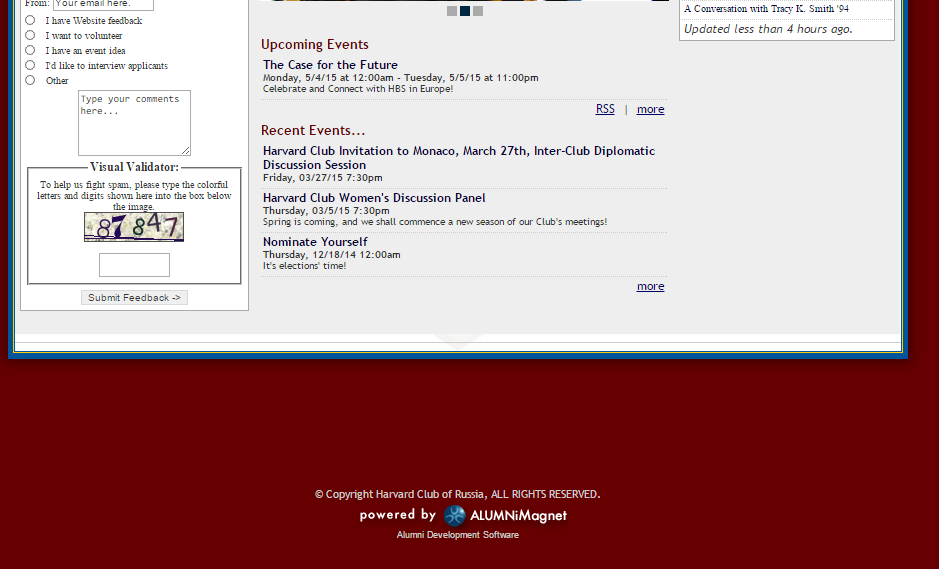 From: Your email here.
I have Website feedback
I want to volunteer
I have an event idea
I'd like to interview applicants
Other
Type your comments
here...
Visual Validator:
To help us fight spam, please type the colorful
letters and digits shown here into the box below
the image.
87847
Submit Feedback ->
Upcoming Events
The Case for the Future
Monday, 5/4/15 at 12:00am - Tuesday, 5/5/15 at 11:00pm
Celebrate and Connect with HBS in Europe!
RSS | more
Recent Events...
Harvard Club Invitation to Monaco, March 27th, Inter-Club Diplomatic
Discussion Session
Friday, 03/27/15 7:30pm
Harvard Club Women's Discussion Panel
Thursday, 03/5/15 7:30pm
Spring is coming, and we shall commence a new season of our Club's meetings!
Nominate Yourself
Thursday, 12/18/14 12:00am
It's elections' time!
more
A Conversation with Tracy K. Smith '94
Updated less than 4 hours ago.
© Copyright Harvard Club of Russia, ALL RIGHTS RESERVED.
powered by ALUMNiMagnet
Alumni Development Software